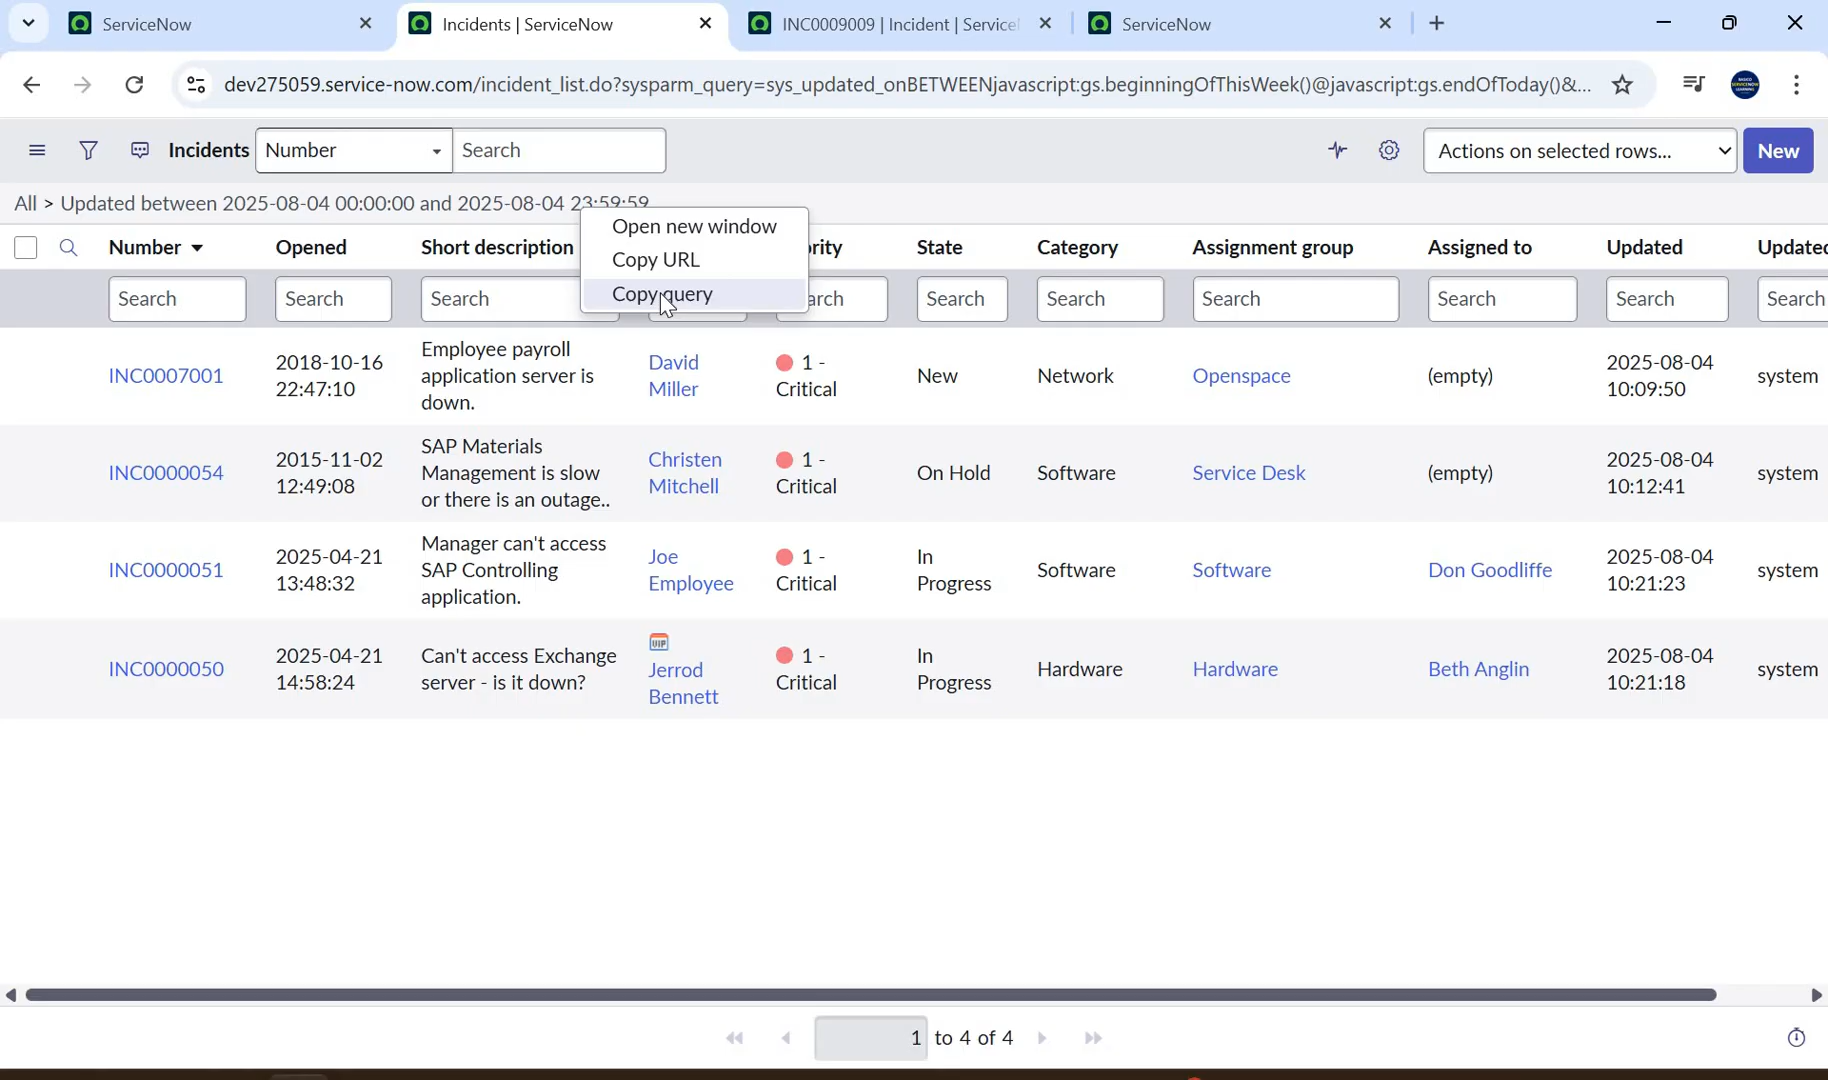 ServiceNow
Incidents | ServiceNow
INC0009009 | Incident | Service
ServiceNow
dev275059.service-now.com/incident_list.do?sysparm_query=sys_updated_onBETWEENjavascript:gs.beginningOfThisWeek()@javascript:gs.endOfToday()&...
Incidents
Number
Search
Actions on selected rows...
New
All > Updated between 2025-08-04 00:00:00 and 2025-08-04 23:59:59
Open new window
Copy URL
Copy query
Number
Opened
Short description
ority
State
Category
Assignment group
Assigned to
Updated
Updated
Search
Search
Search
arch
Search
Search
Search
Search
Search
Search
INC0007001
2018-10-16
22:47:10
Employee payroll
application server is
down.
David
Miller
1 -
Critical
New
Network
Openspace
(empty)
2025-08-04
10:09:50
system
INC0000054
2015-11-02
12:49:08
SAP Materials
Management is slow
or there is an outage..
Christen
Mitchell
1 -
Critical
On Hold
Software
Service Desk
(empty)
2025-08-04
10:12:41
system
INC0000051
2025-04-21
13:48:32
Manager can't access
SAP Controlling
application.
Joe
Employee
1 -
Critical
In
Progress
Software
Software
Don Goodliffe
2025-08-04
10:21:23
system
INC0000050
2025-04-21
14:58:24
Can't access Exchange
server - is it down?
VIP
Jerrod
Bennett
1 -
Critical
In
Progress
Hardware
Hardware
Beth Anglin
2025-08-04
10:21:18
system
1 to 4 of 4